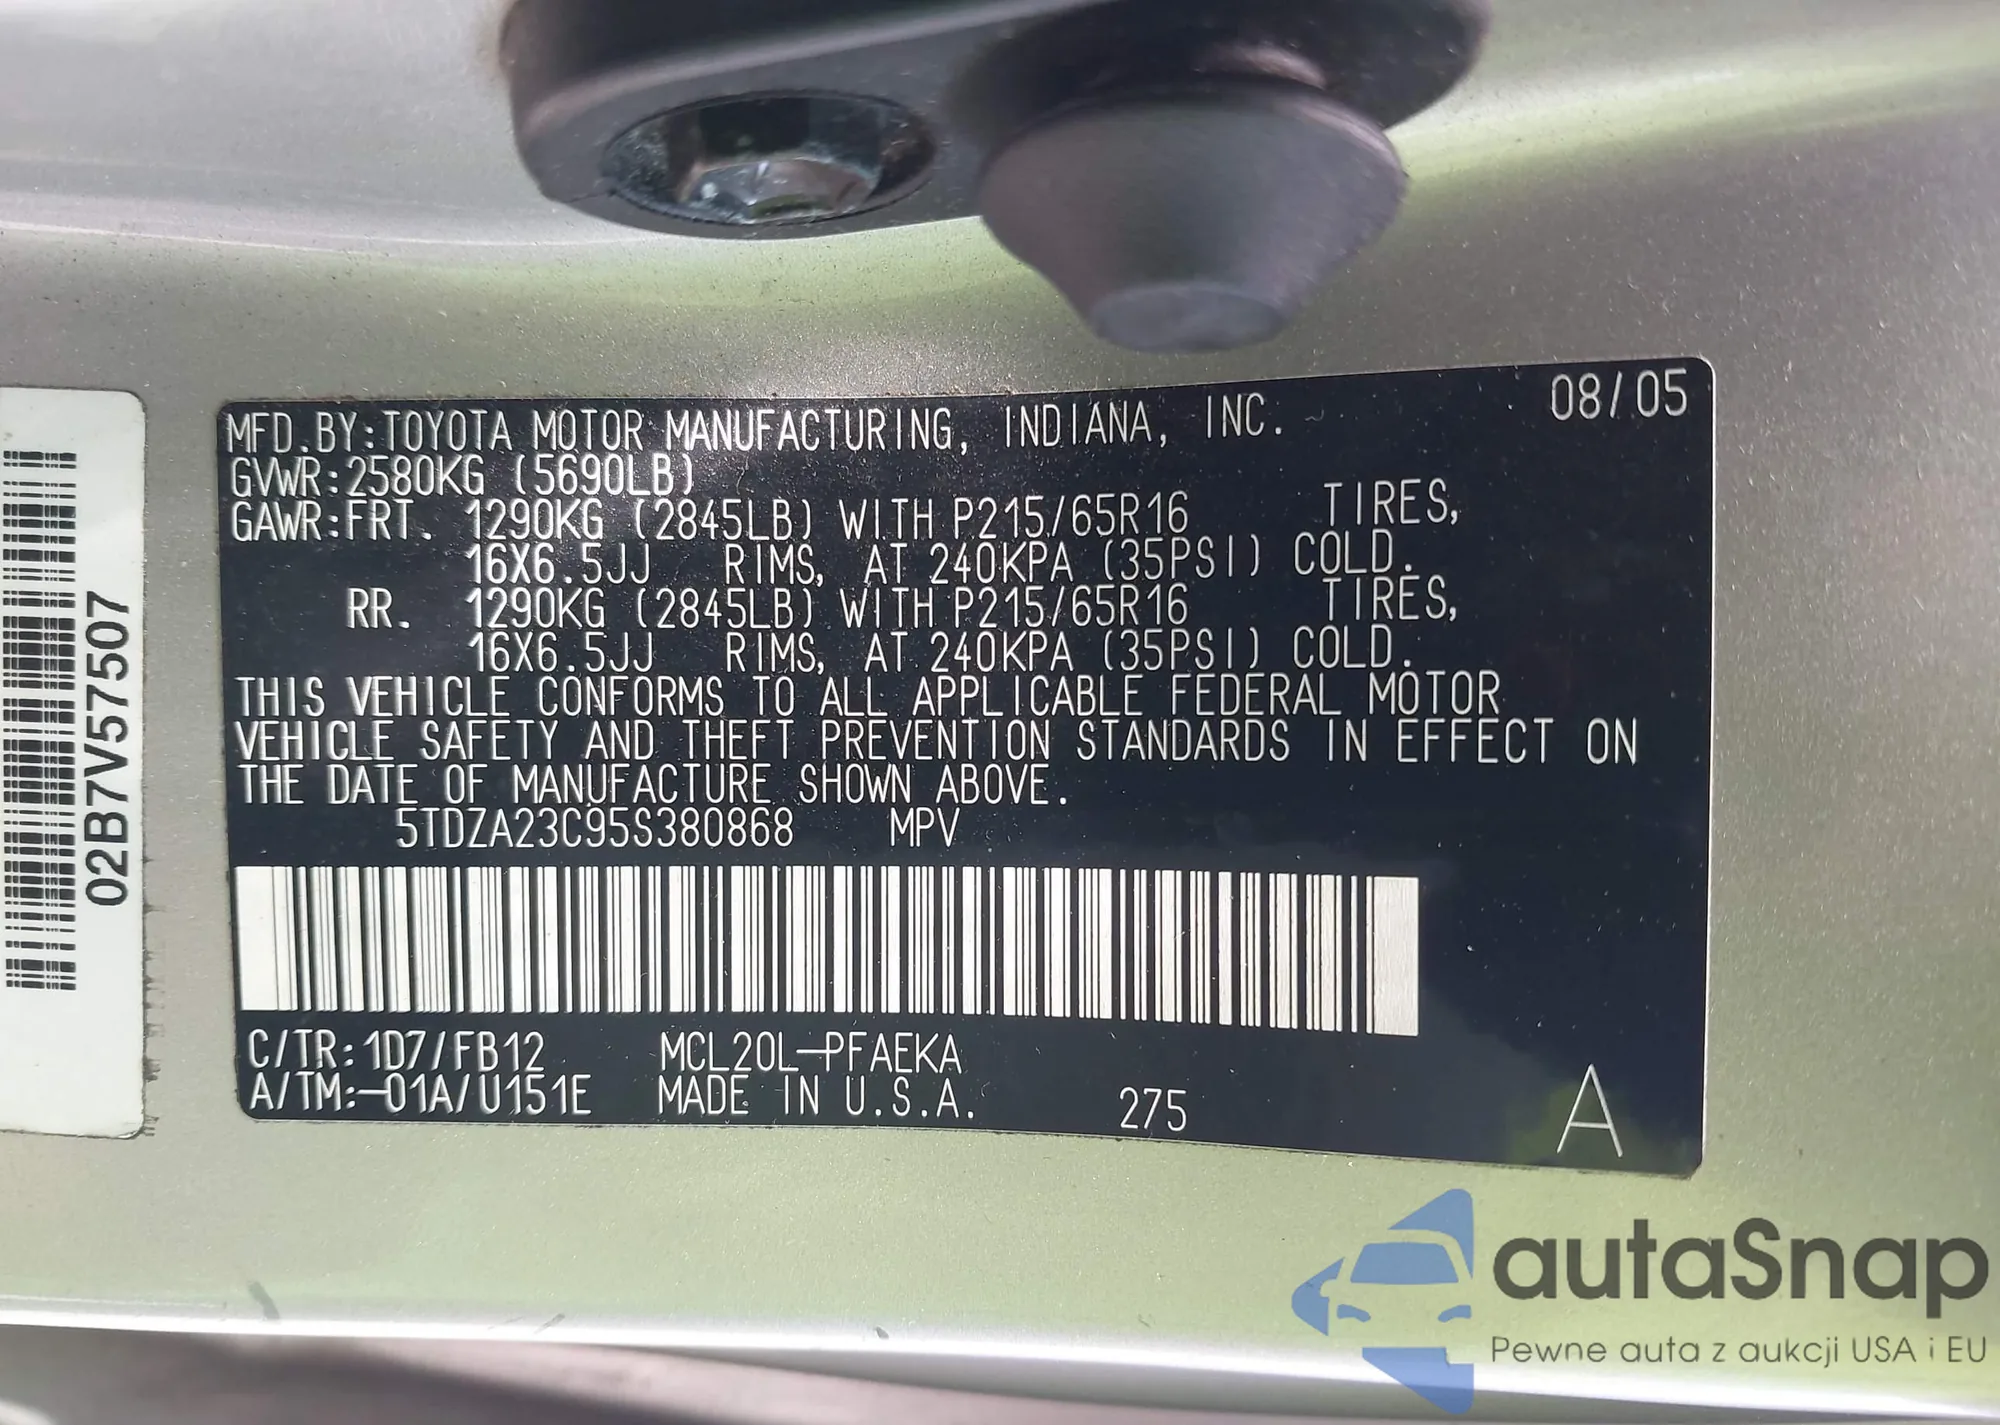 08/05
MFD.BY:TOYOTA MOTOR MANUFACTURING, INDIANA, INC.
GVWR:2580KG (5690LB)
GAWR:FRT. 1290KG (2845LB) WITH P215/65R16 TIRES,
16X6.5JJ RIMS, AT 240KPA (35PSI) COLD.
RR. 1290KG (2845LB) WITH P215/65R16 TIRES,
16X6.5JJ RIMS, AT 240KPA (35PSI) COLD.
THIS VEHICLE CONFORMS TO ALL APPLICABLE FEDERAL MOTOR
VEHICLE SAFETY AND THEFT PREVENTION STANDARDS IN EFFECT ON
THE DATE OF MANUFACTURE SHOWN ABOVE.
5TDZA23C95S380868 MPV
C/TR:1D7/FB12 MCL20L-PFAEKA
A/TM:-01A/U151E MADE IN U.S.A. 275 A
02B7V57507
autaSnap
Pewne auta z aukcji USA i EU